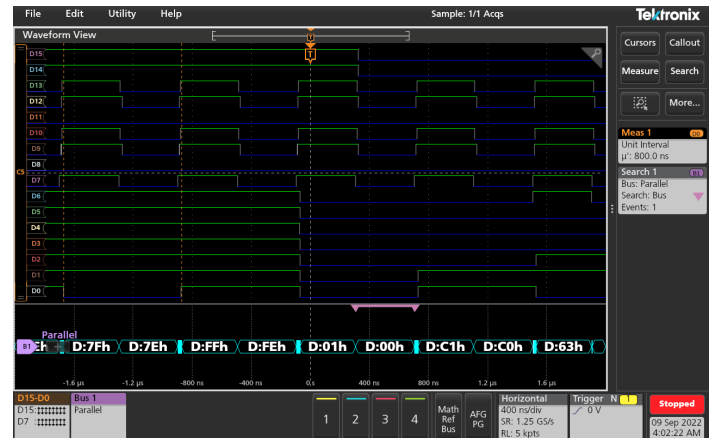 File Edit Utility Help Sample: 1/1 Acqs Tektronix
Waveform View
T
T
D15
D14
D13
D12
D11
D10
D9
D8
D7
D6
D5
D4
D3
D2
D1
D0
Parallel
B1 Eh + D:7Fh D:7Eh D:FFh D:FEh D:01h D:00h D:C1h D:C0h D:63h
-1.6 µs -1.2 µs -800 ns -400 ns 0 s 400 ns 800 ns 1.2 µs 1.6 µs
Cursors Callout
Measure Search
More...
Meas 1 D0
Unit Interval
µ': 800.0 ns
Search 1 B1
Bus: Parallel
Search: Bus
Events: 1
D15-D0
D15:
D7 :
Bus 1
Parallel
1 2 3 4
Math
Ref
Bus
AFG
PG
Horizontal
400 ns/div
SR: 1.25 GS/s
RL: 5 kpts
Trigger N 1
0 V
Stopped
09 Sep 2022
4:02:22 AM